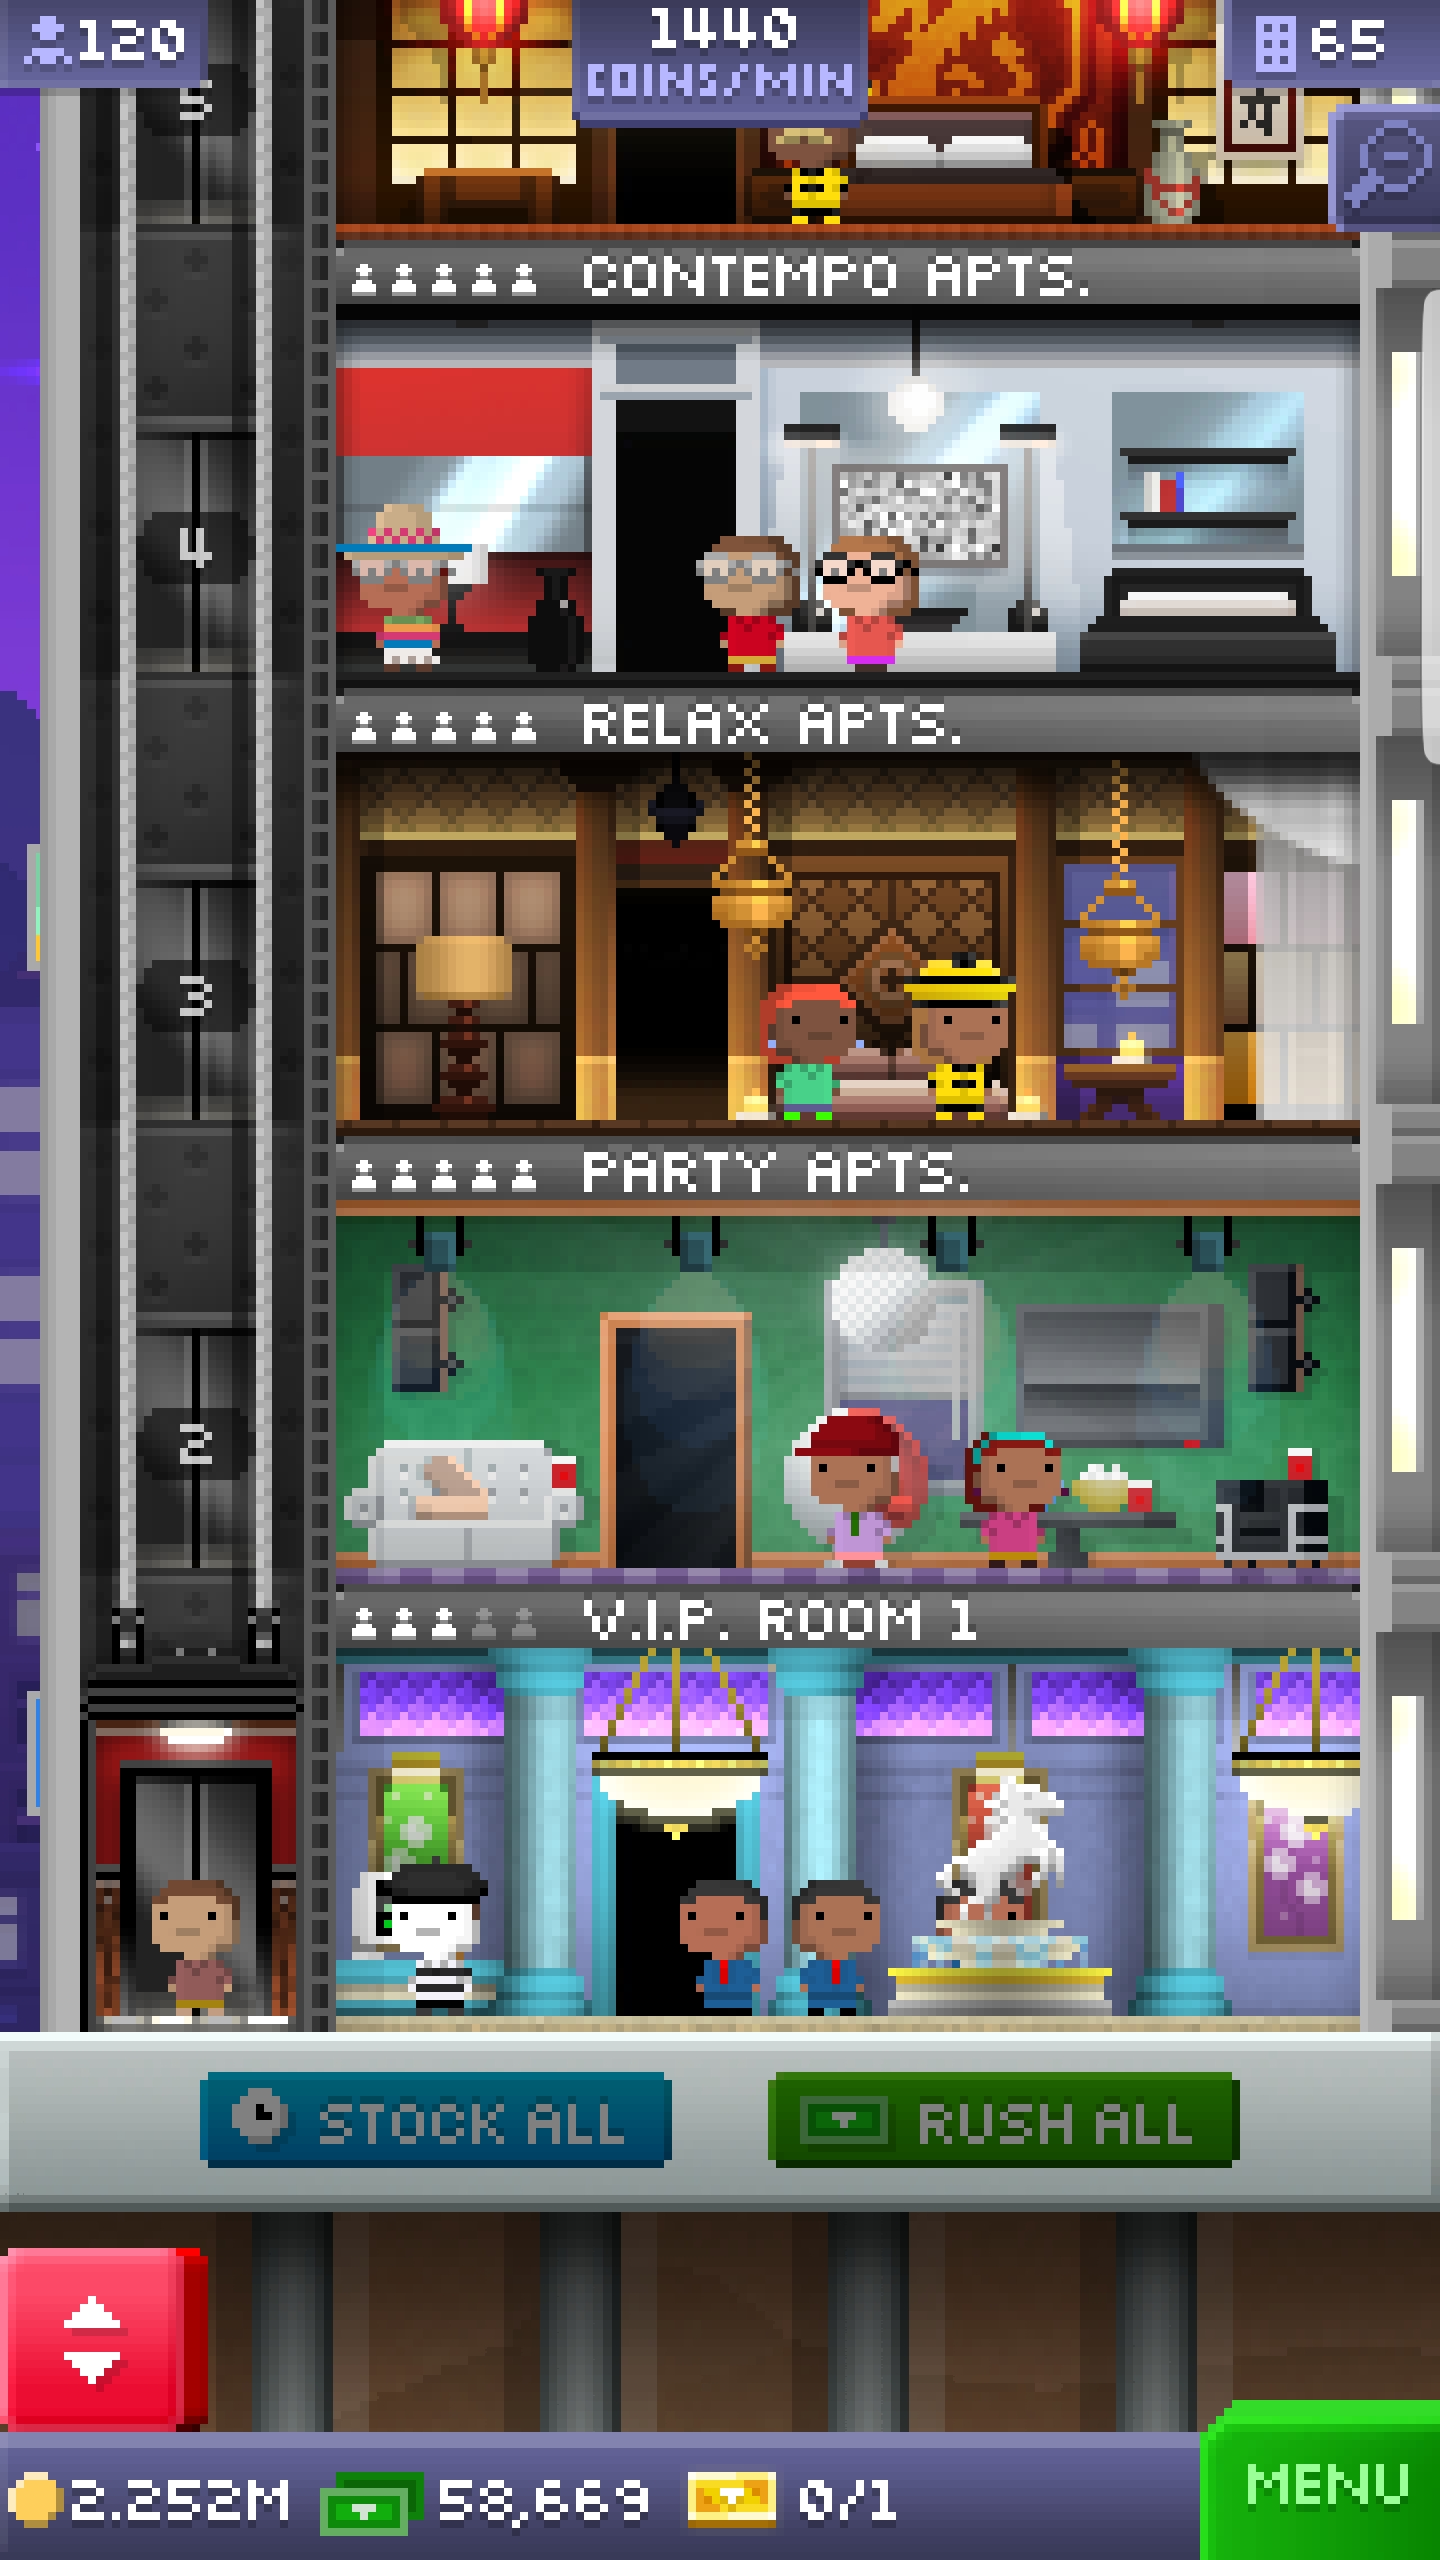 120
1440
COINS/MIN
65
5
CONTEMPO APTS.
4
RELAX APTS.
3
PARTY APTS.
2
V.I.P. ROOM 1
STOCK ALL
RUSH ALL
2.252M
58,669
0/1
MENU